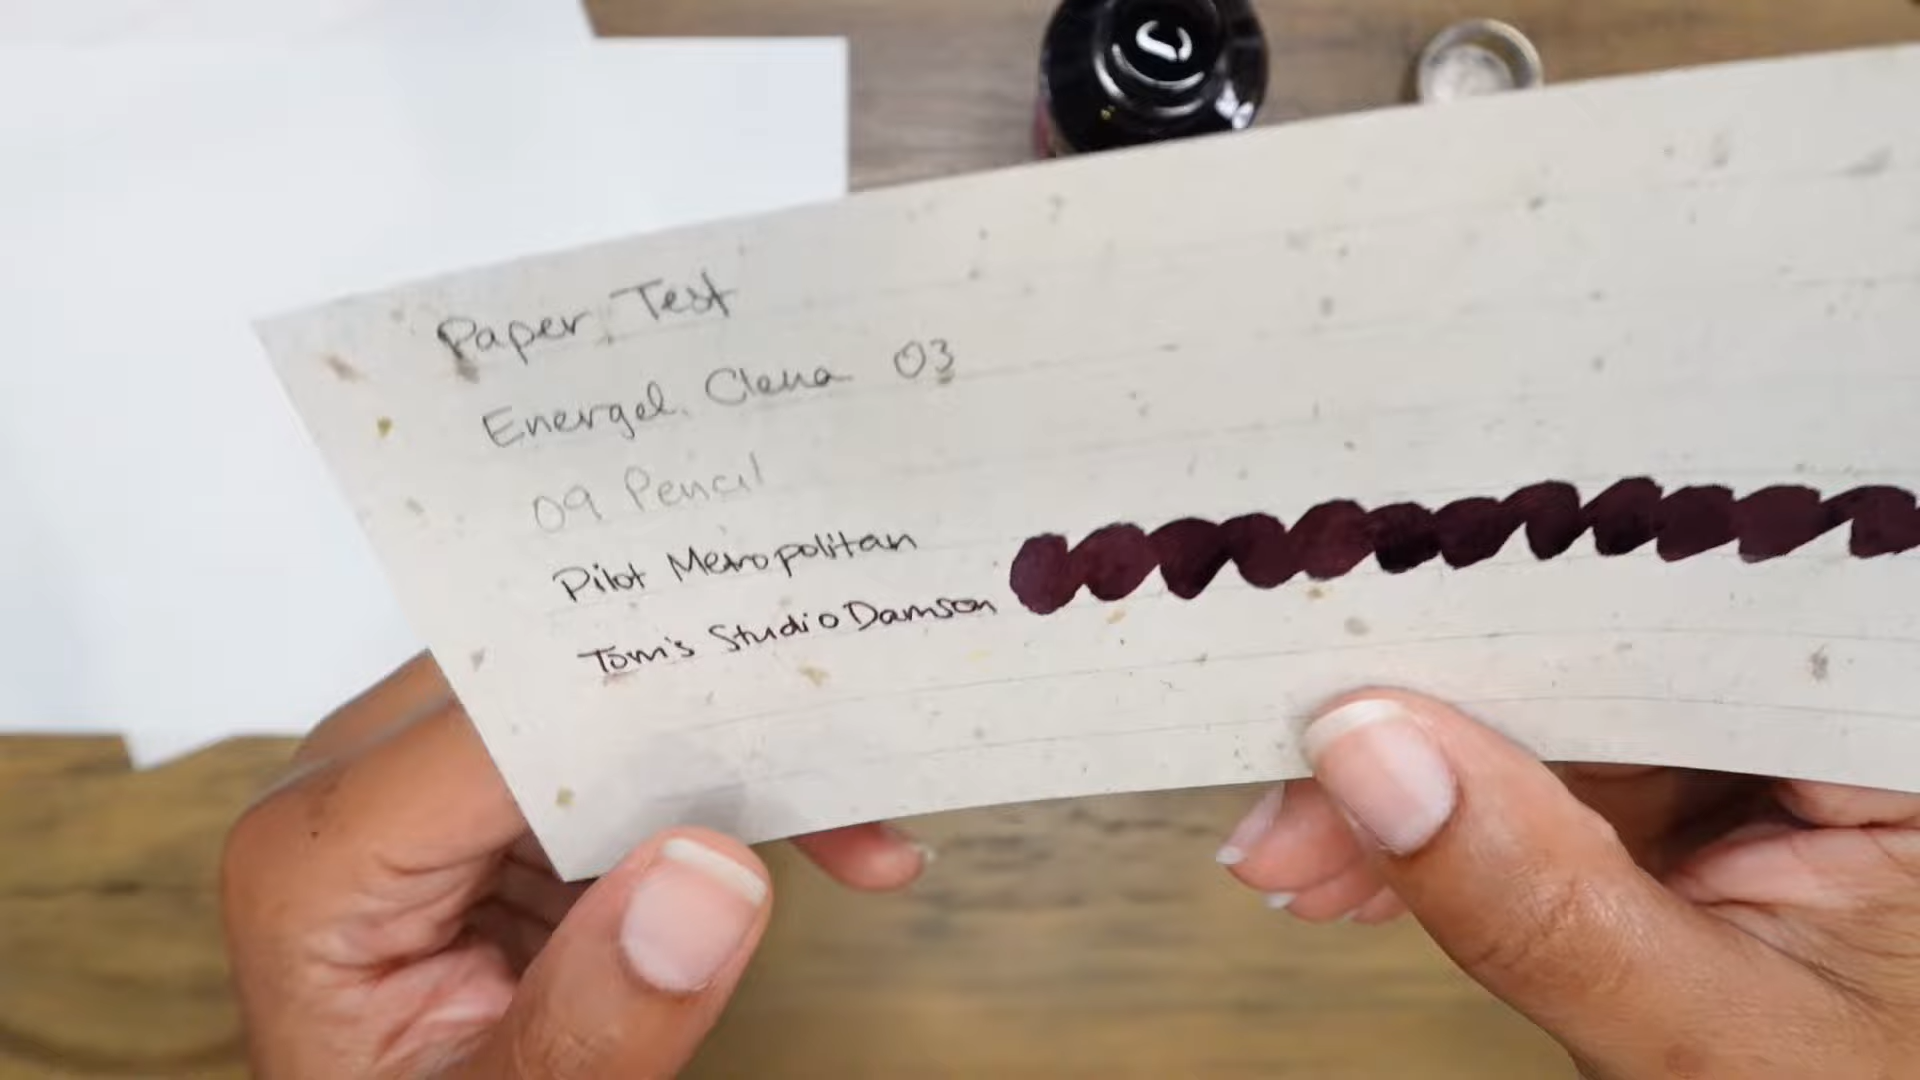 Paper Test
Energel Clena 03
09 Pencil
Pilot Metropolitan
Tom's Studio Damson